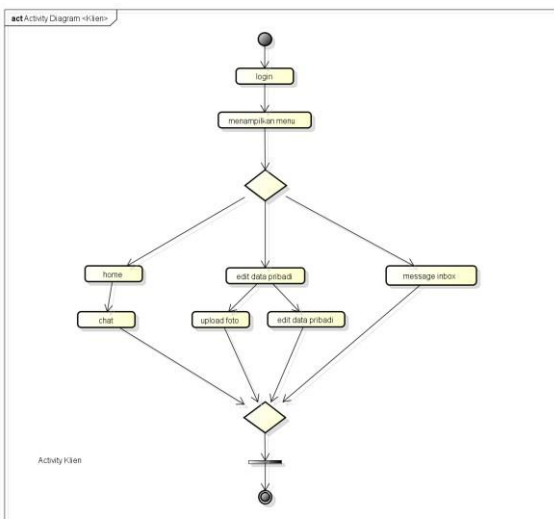 act Activity Diagram <Klien>
login
menampilkan menu
home
edit data pribadi
message inbox
chat
upload foto
edit data pribadi
Activity Klien